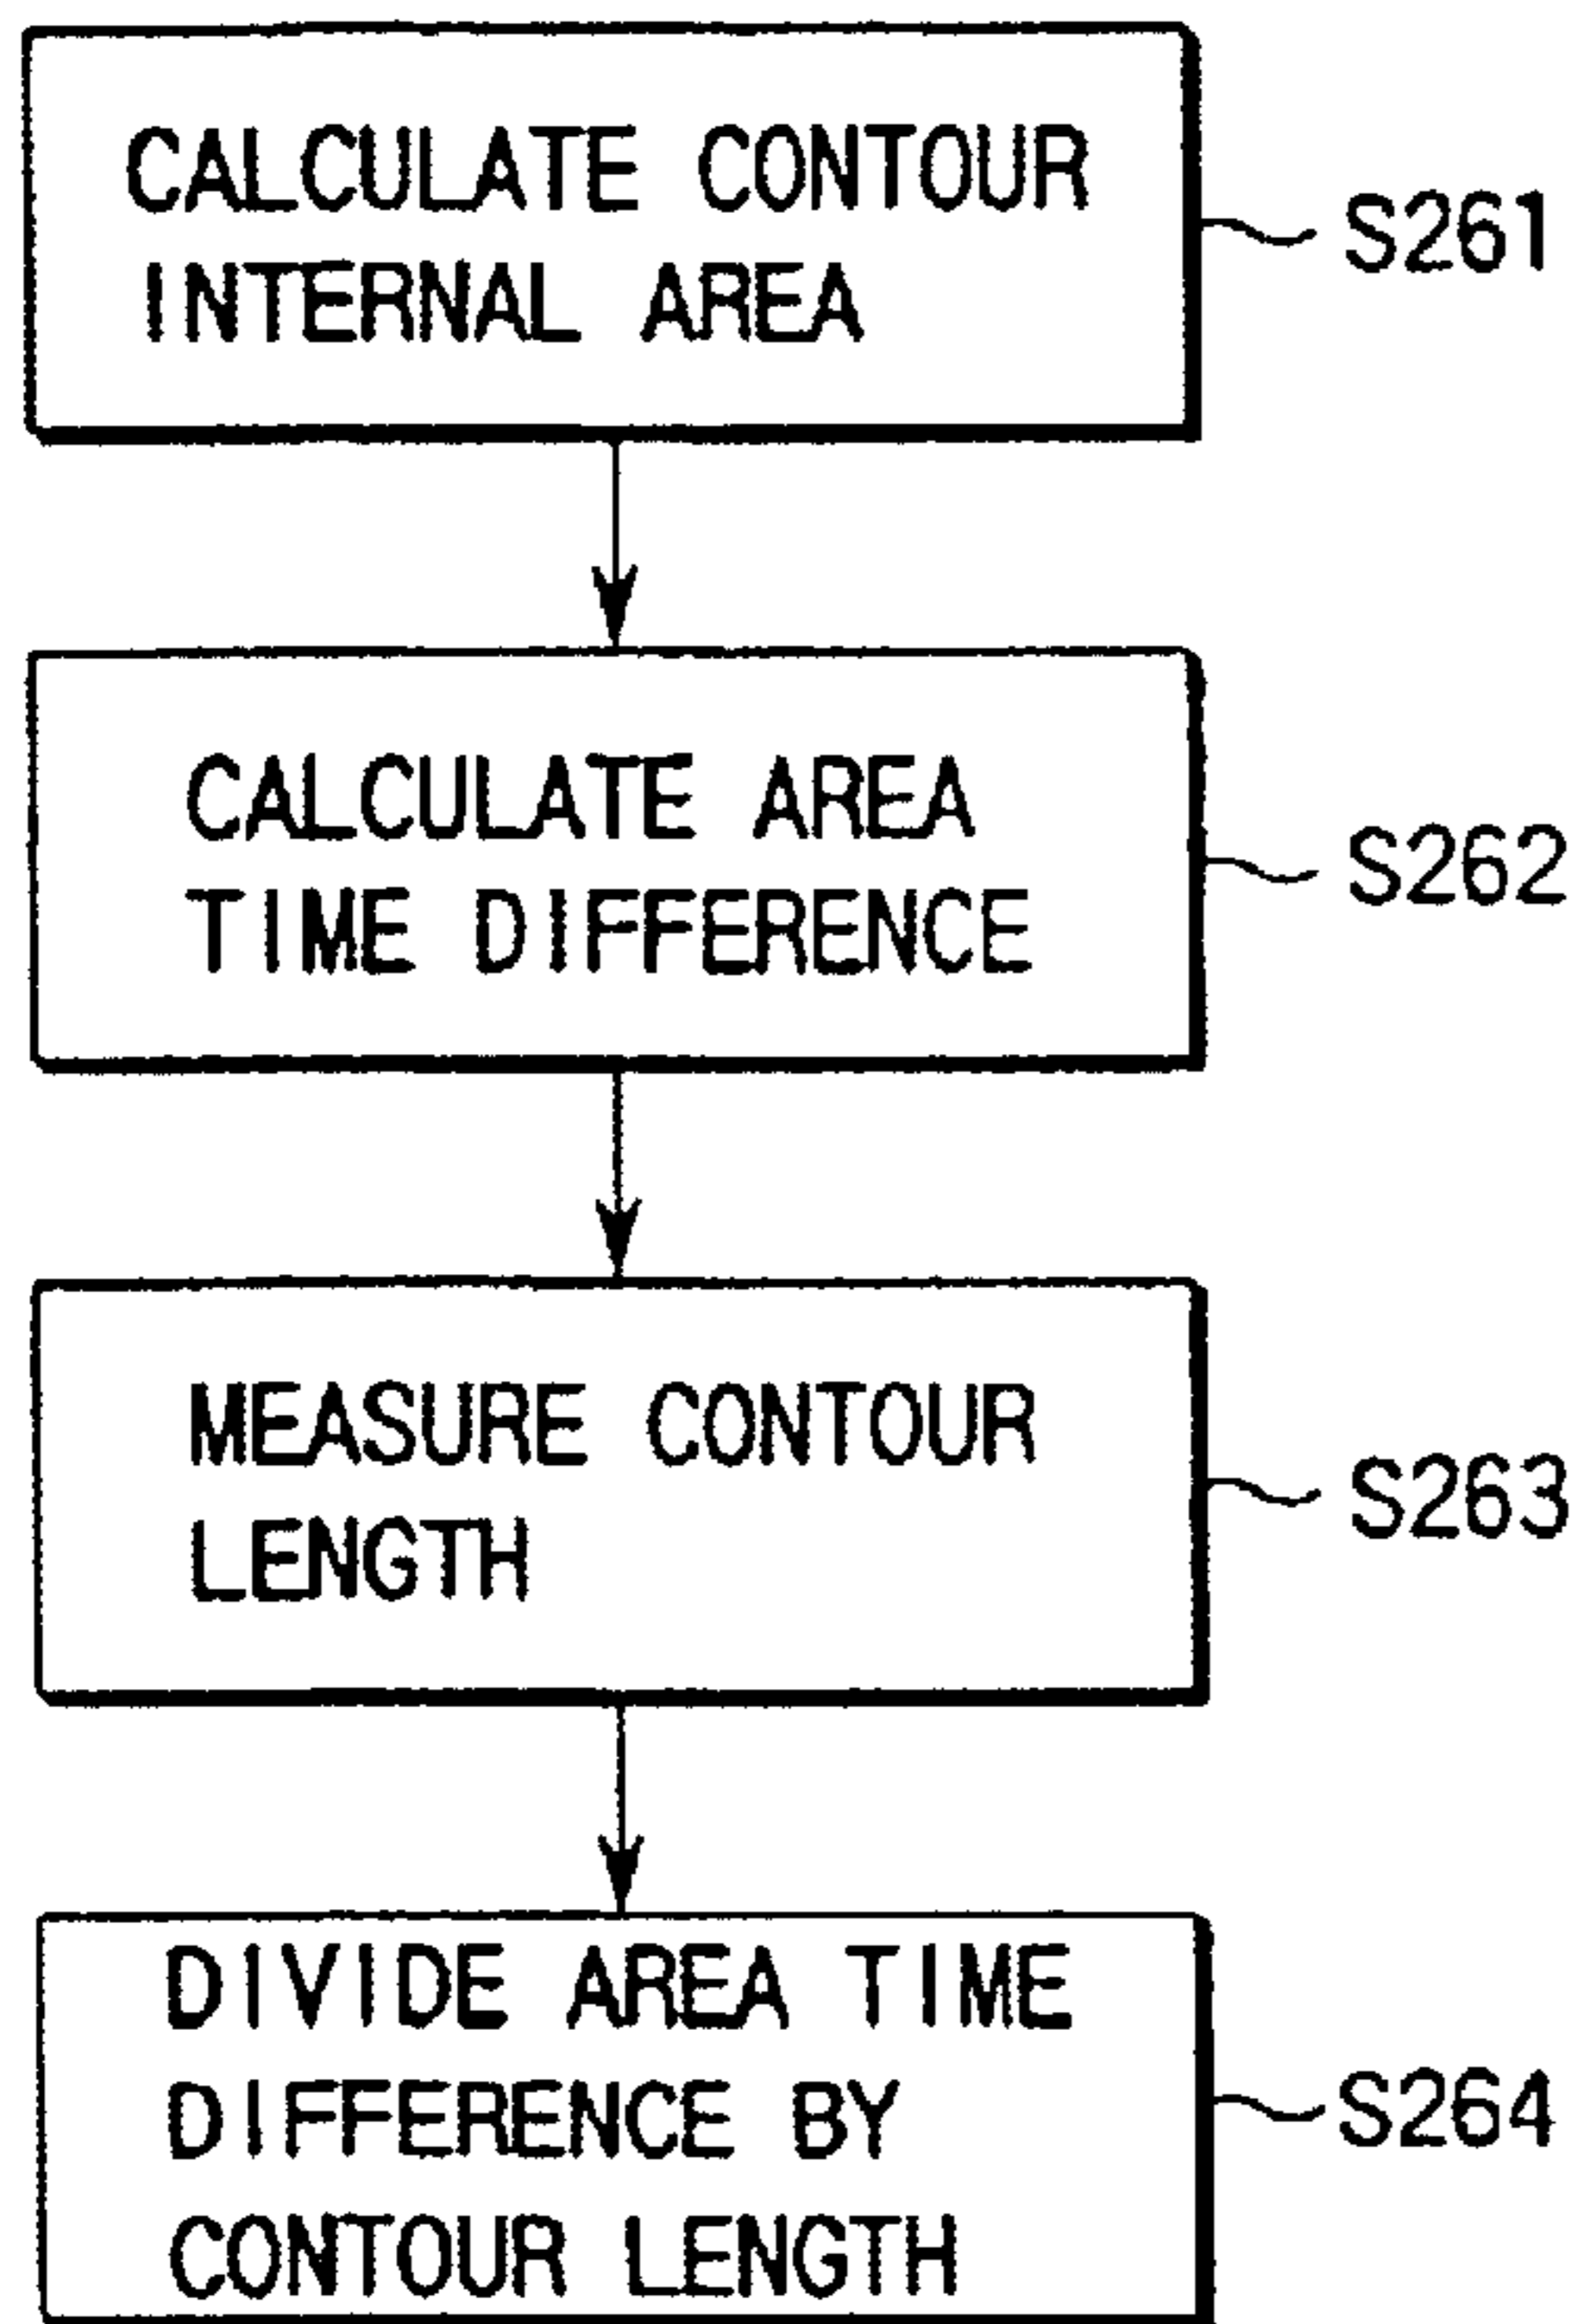 CALCULATE CONTOUR
INTERNAL AREA
S261
CALCULATE AREA
TIME DIFFERENCE
S262
MEASURE CONTOUR
LENGTH
S263
DIVIDE AREA TIME
DIFFERENCE BY
CONTOUR LENGTH
S264